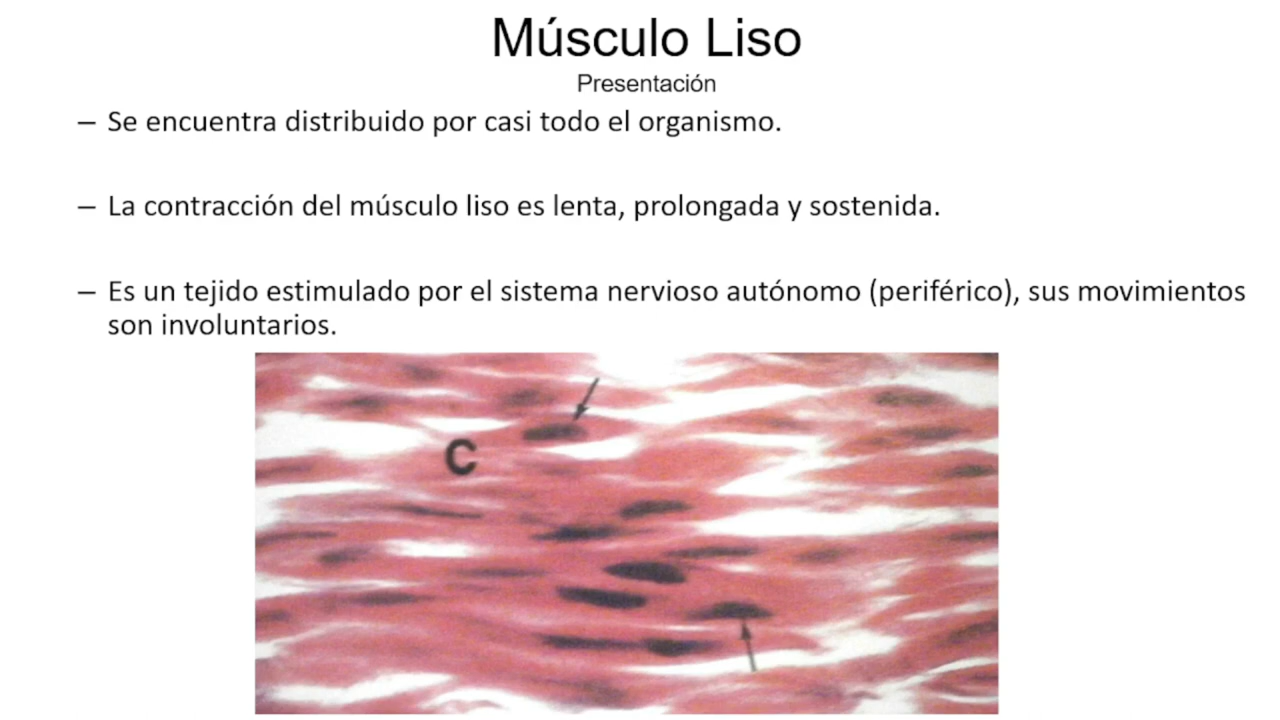 Músculo Liso
Presentación
– Se encuentra distribuido por casi todo el organismo.
– La contracción del músculo liso es lenta, prolongada y sostenida.
– Es un tejido estimulado por el sistema nervioso autónomo (periférico), sus movimientos
son involuntarios.
C